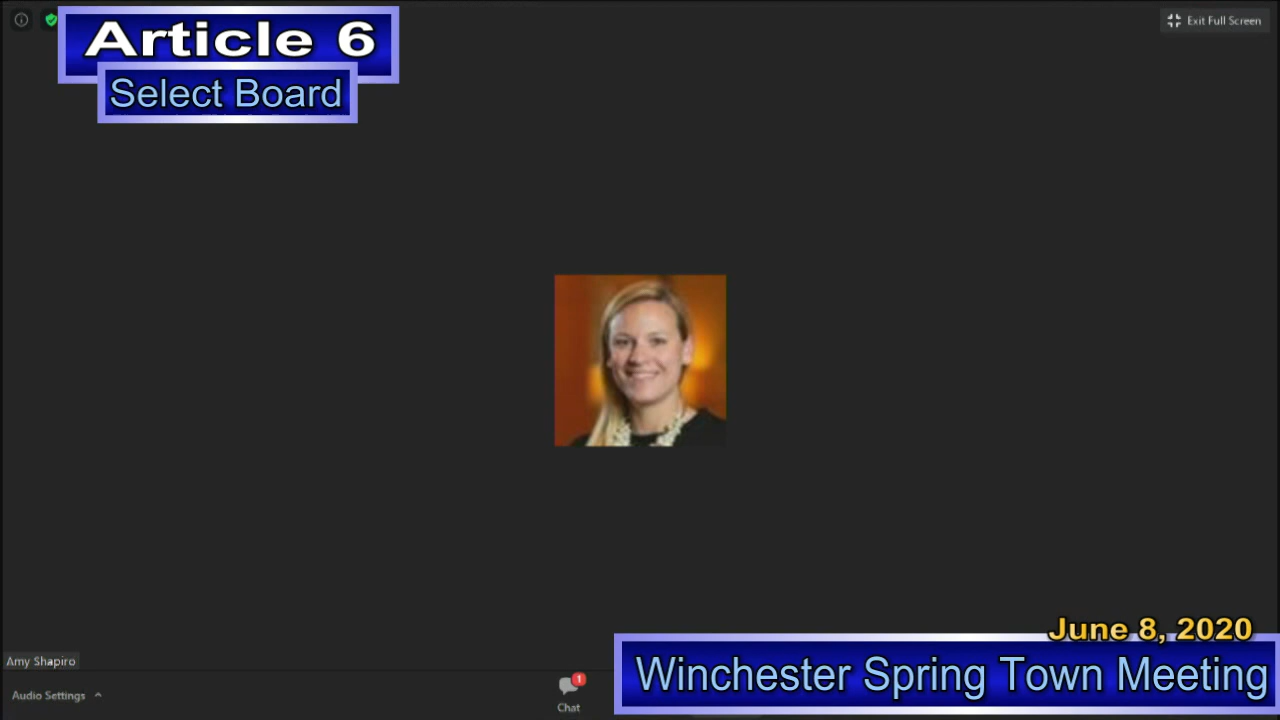 Article 6
Exit Full Screen
Select Board
June 8, 2020
Amy Shapiro
Winchester Spring Town Meeting
Audio Settings
1
Chat